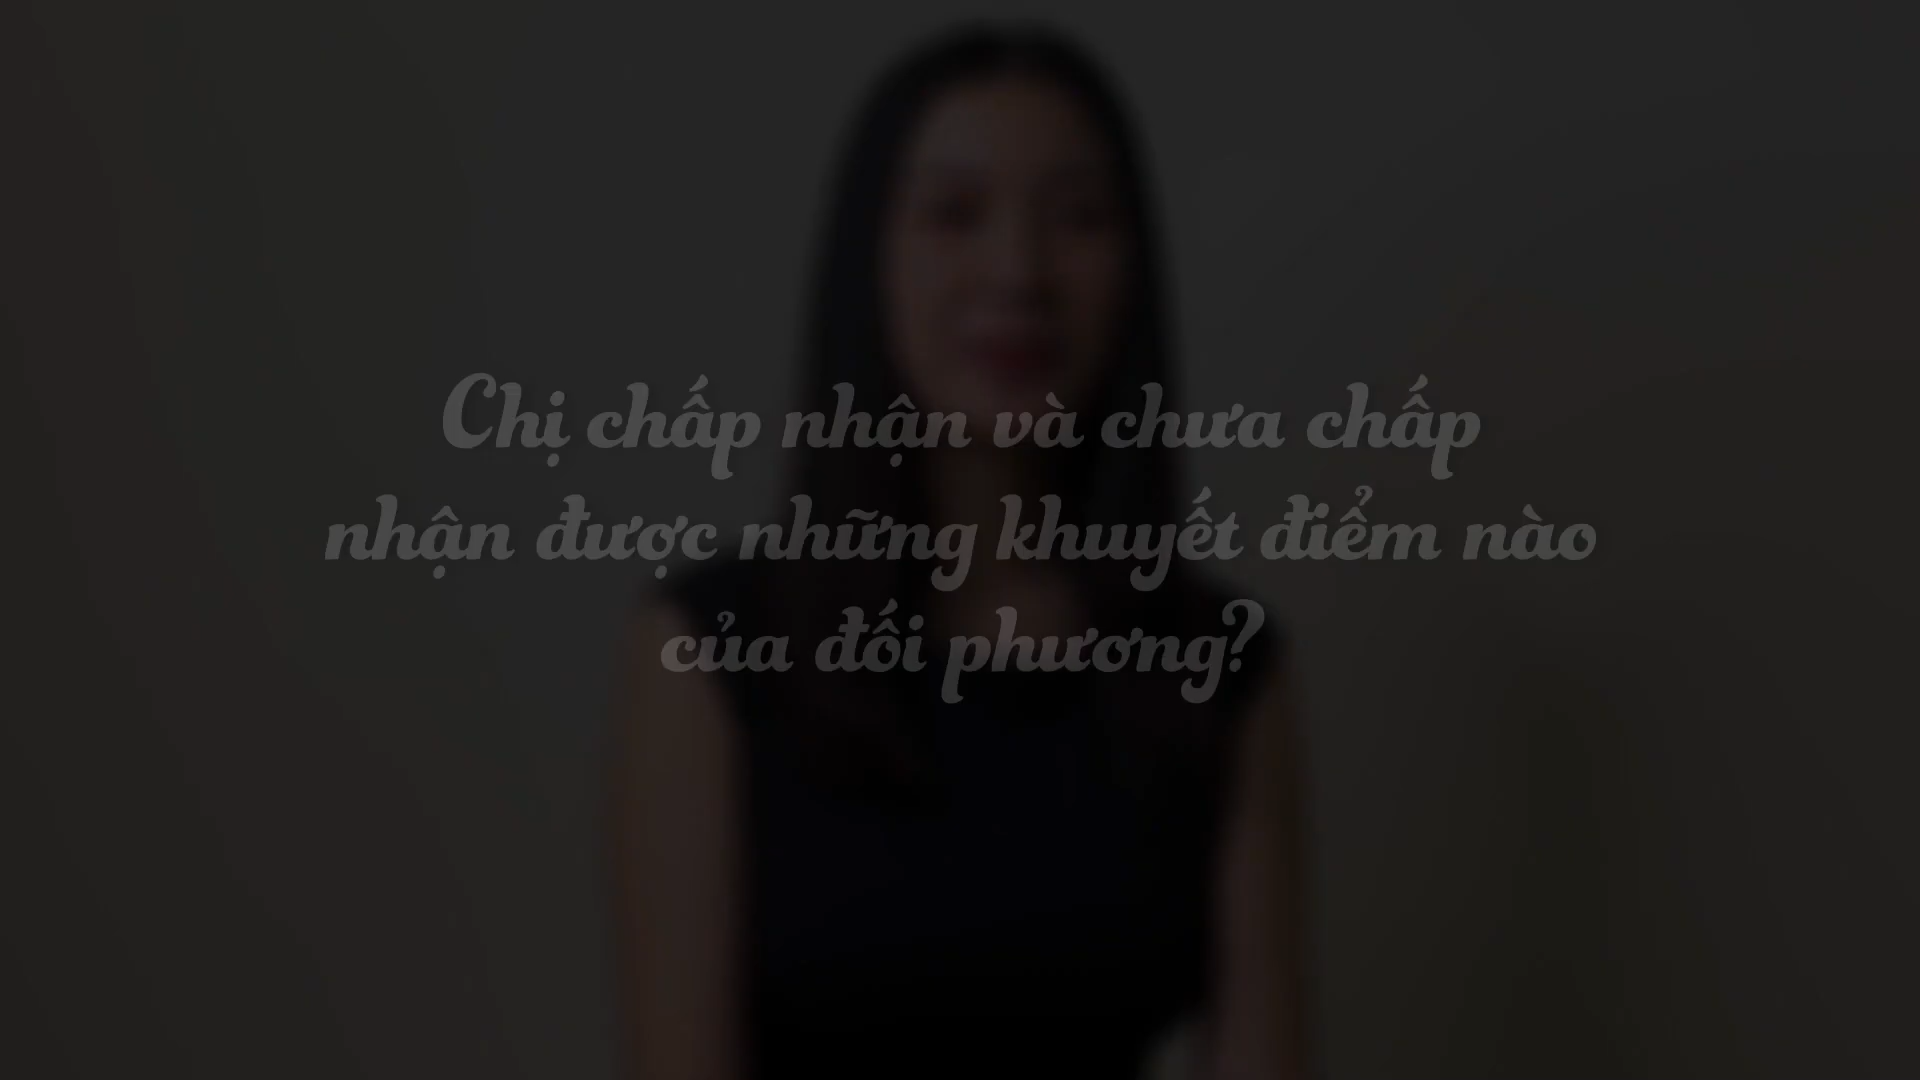 Chị chấp nhận và chưa chấp
nhận được những khuyết điểm nào
của đối phương?